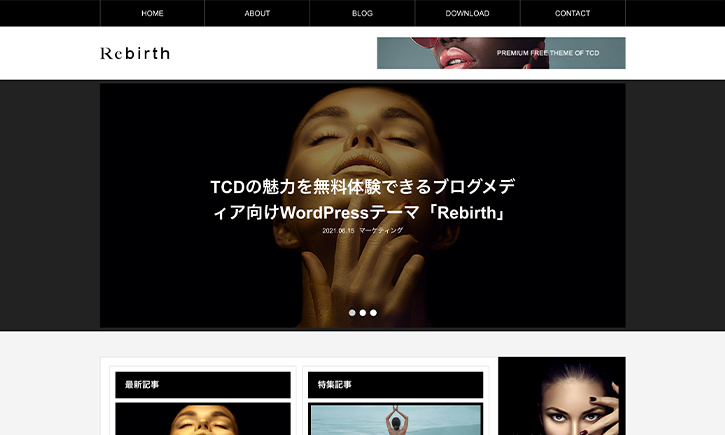 HOME
ABOUT
BLOG
DOWNLOAD
CONTACT
Rebirth
PREMIUM FREE THEME OF TCD
TCDの魅力を無料体験できるブログメデ
ィア向けWordPressテーマ「Rebirth」
2021.06.15 マーケティング
最新記事
特集記事